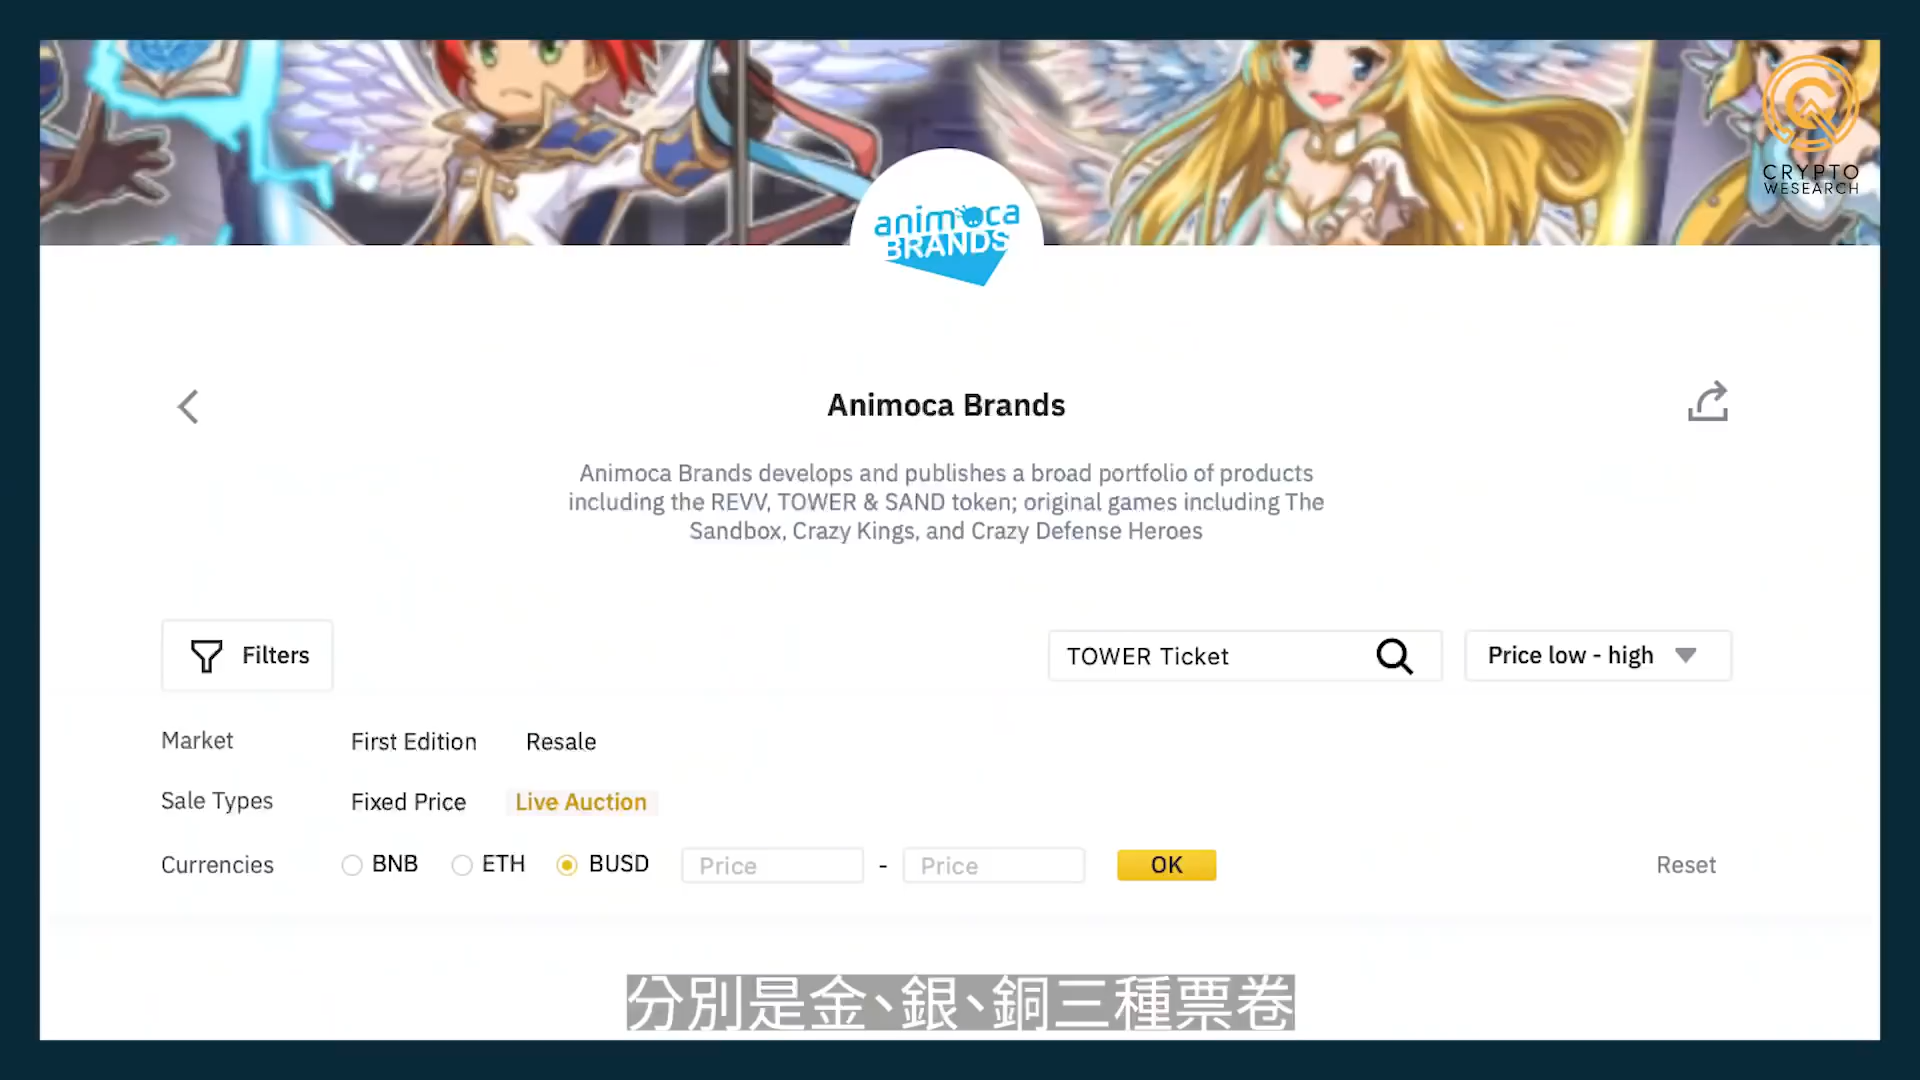 CRYPTO
WESEARCH
animoca
BRANDS
Animoca Brands
Animoca Brands develops and publishes a broad portfolio of products
including the REVV, TOWER & SAND token; original games including The
Sandbox, Crazy Kings, and Crazy Defense Heroes
Filters
TOWER Ticket
Price low - high
Market First Edition Resale
Sale Types Fixed Price Live Auction
Currencies BNB ETH BUSD Price - Price OK Reset
分別是金、銀、銅三種票卷